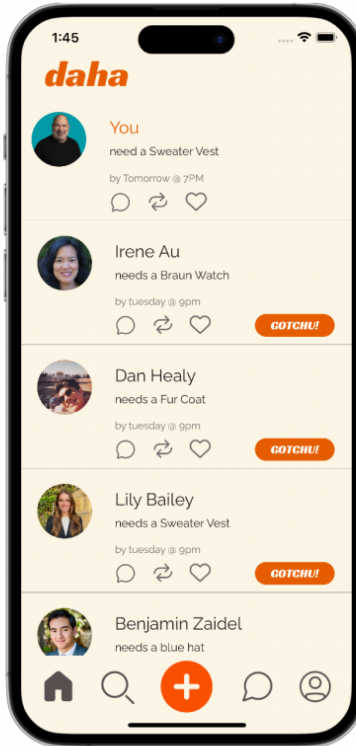 1:45
daha
You
need a Sweater Vest
by Tomorrow @ 7PM
Irene Au
needs a Braun Watch
by tuesday @ 9pm
GOTCHU!
Dan Healy
needs a Fur Coat
by tuesday @ 9pm
GOTCHU!
Lily Bailey
needs a Sweater Vest
by tuesday @ 9pm
GOTCHU!
Benjamin Zaidel
needs a blue hat